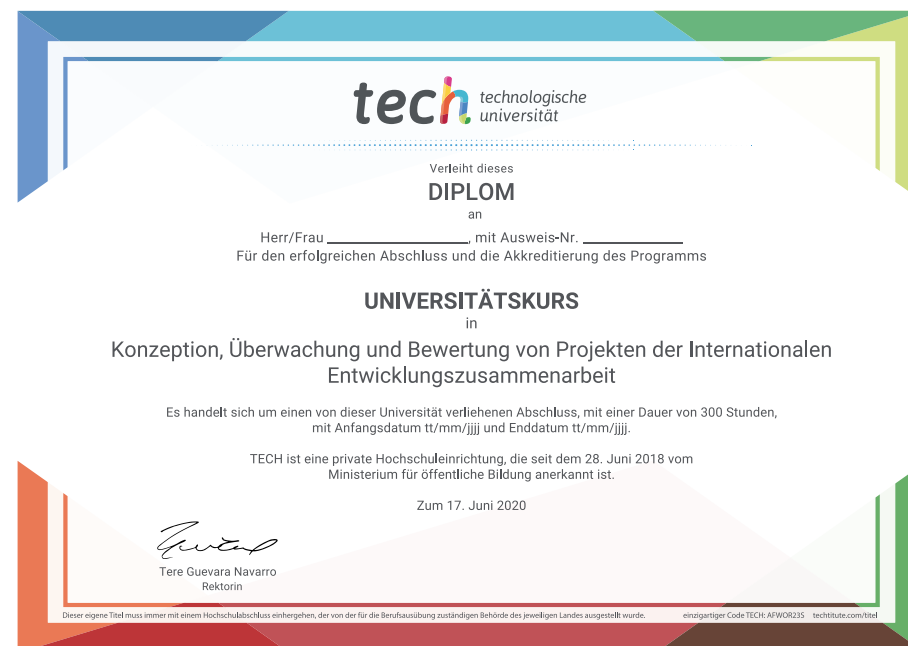 tech technologische
universität
Verleiht dieses
DIPLOM
an
Herr/Frau ____________________, mit Ausweis-Nr. ______________
Für den erfolgreichen Abschluss und die Akkreditierung des Programms
UNIVERSITÄTSKURS
in
Konzeption, Überwachung und Bewertung von Projekten der Internationalen
Entwicklungszusammenarbeit
Es handelt sich um einen von dieser Universität verliehenen Abschluss, mit einer Dauer von 300 Stunden,
mit Anfangsdatum tt/mm/jjjj und Enddatum tt/mm/jjjj.
TECH ist eine private Hochschuleinrichtung, die seit dem 28. Juni 2018 vom
Ministerium für öffentliche Bildung anerkannt ist.
Zum 17. Juni 2020
Tere Guevara Navarro
Rektorin
Dieser eigene Titel muss immer mit einem Hochschulabschluss einhergehen, der von der für die Berufsausübung zuständigen Behörde des jeweiligen Landes ausgestellt wurde. einzigartiger Code TECH: AFWOR23S techtitute.com/titel